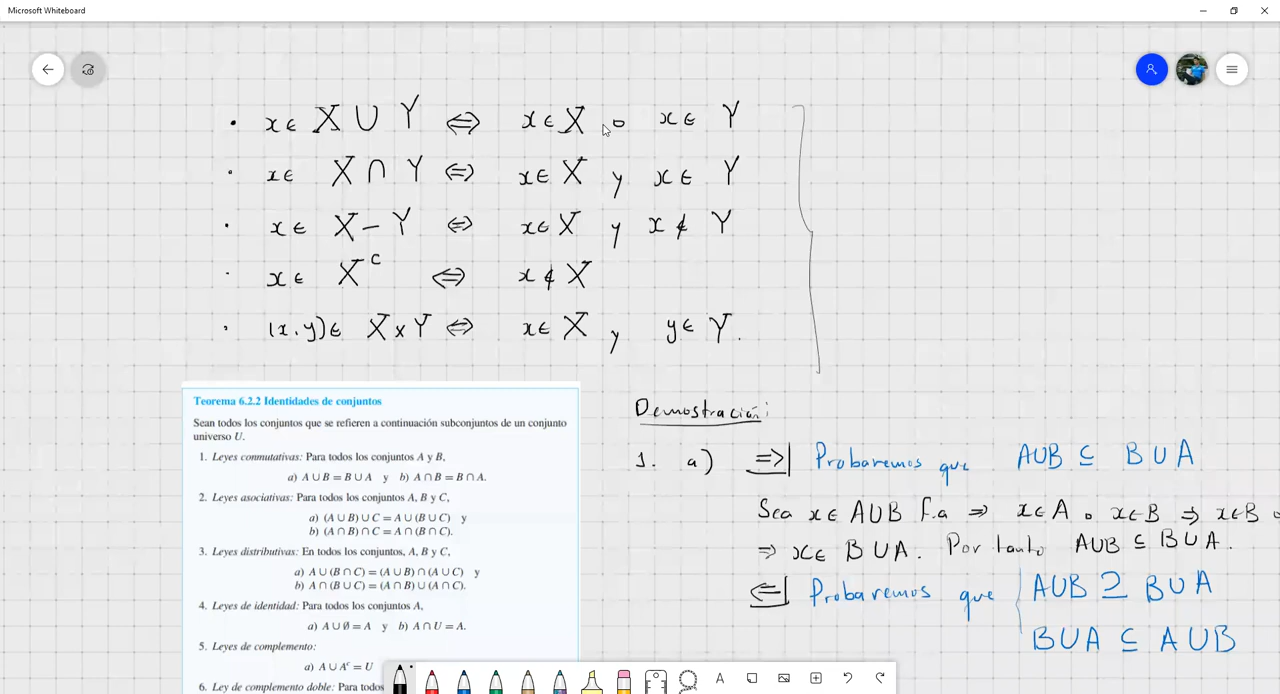 Microsoft Whiteboard
• x ∈ X ∪ Y ⇔ x ∈ X o x ∈ Y
• x ∈ X ∩ Y ⇔ x ∈ X y x ∈ Y
• x ∈ X − Y ⇔ x ∈ X y x ∉ Y
• x ∈ Xᶜ ⇔ x ∉ X
• (x,y) ∈ X × Y ⇔ x ∈ X y y ∈ Y.
Teorema 6.2.2 Identidades de conjuntos
Sean todos los conjuntos que se refieren a continuación subconjuntos de un conjunto
universo U.
1. Leyes conmutativas: Para todos los conjuntos A y B,
a) A ∪ B = B ∪ A y b) A ∩ B = B ∩ A.
2. Leyes asociativas: Para todos los conjuntos A, B y C,
a) (A ∪ B) ∪ C = A ∪ (B ∪ C) y
b) (A ∩ B) ∩ C = A ∩ (B ∩ C).
3. Leyes distributivas: En todos los conjuntos, A, B y C,
a) A ∪ (B ∩ C) = (A ∪ B) ∩ (A ∪ C) y
b) A ∩ (B ∪ C) = (A ∩ B) ∪ (A ∩ C).
4. Leyes de identidad: Para todos los conjuntos A,
a) A ∪ ∅ = A y b) A ∩ U = A.
5. Leyes de complemento:
a) A ∪ Aᶜ = U
6. Ley de complemento doble: Para todos
Demostración:
1. a) ⇒| Probaremos que A∪B ⊆ B∪A
Sea x ∈ A∪B f.a ⇒ x ∈ A o x ∈ B ⇒ x ∈ B o
⇒ x ∈ B∪A. Por tanto A∪B ⊆ B∪A.
⇐| Probaremos que A∪B ⊇ B∪A
B∪A ⊆ A∪B
A